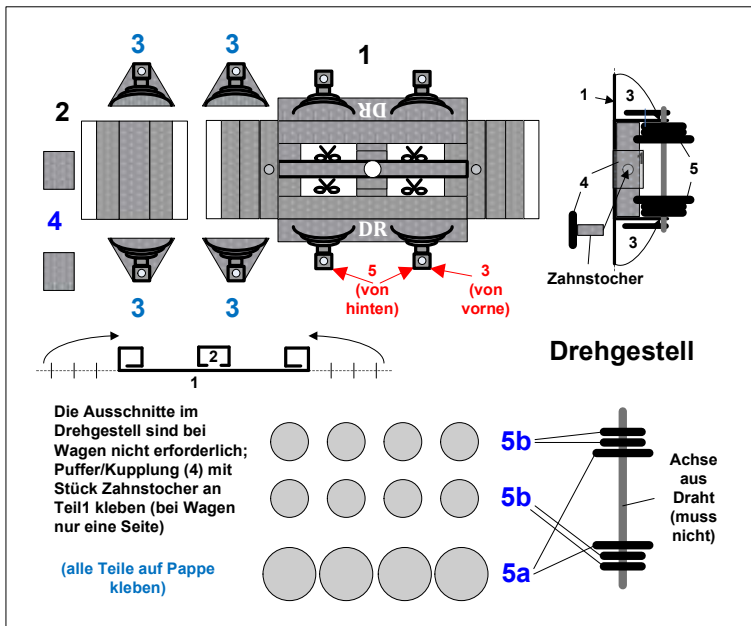 3
3
1
2
DR
4
DR
3
3
5
(von
hinten)
3
(von
vorne)
1
3
5
4
3
Zahnstocher
2
1
Drehgestell
Die Ausschnitte im
Drehgestell sind bei
Wagen nicht erforderlich;
Puffer/Kupplung (4) mit
Stück Zahnstocher an
Teil1 kleben (bei Wagen
nur eine Seite)
(alle Teile auf Pappe
kleben)
5b
5b
5a
Achse
aus
Draht
(muss
nicht)